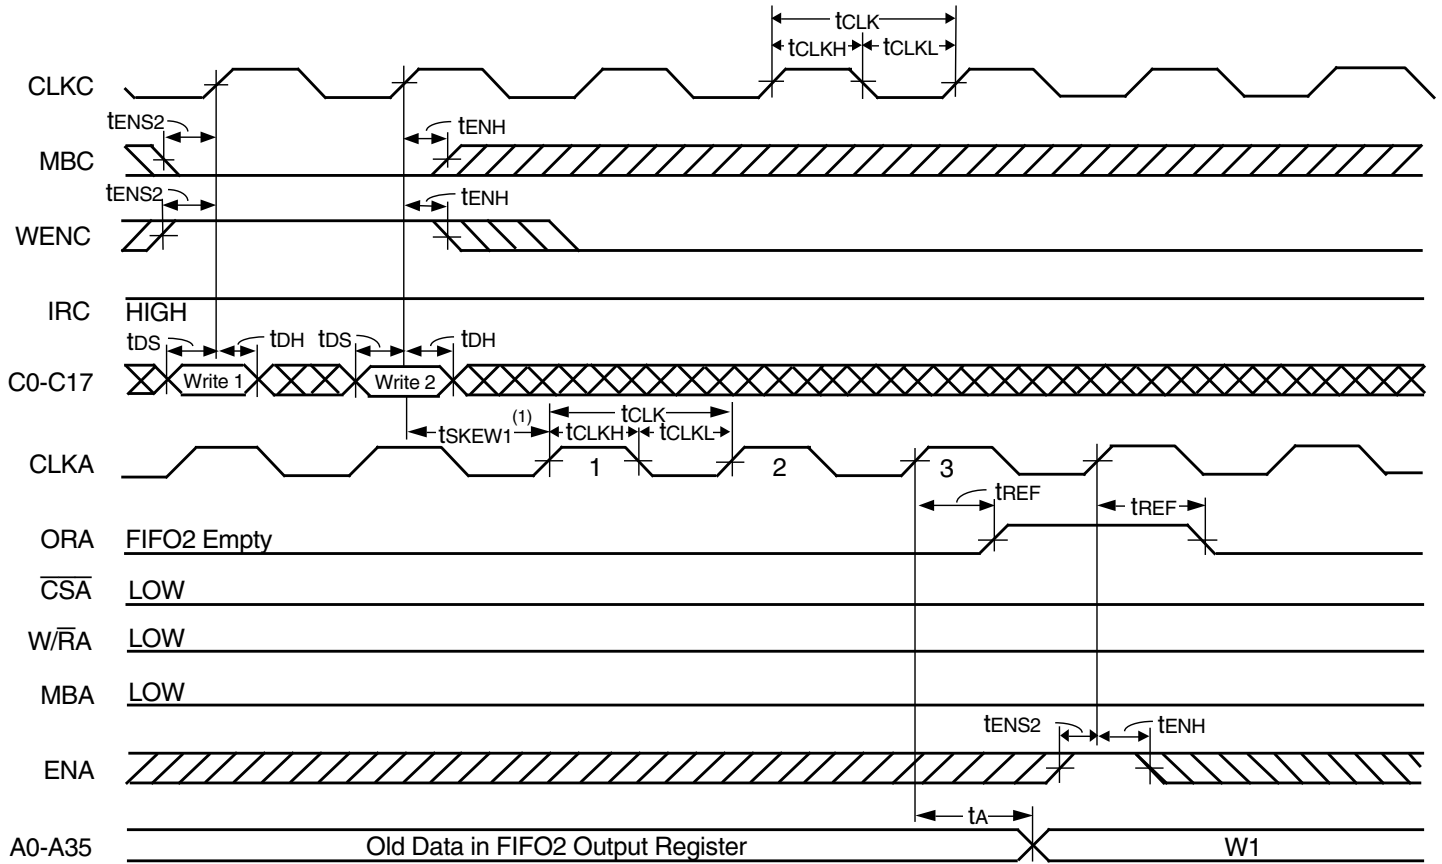 tCLK
tCLKH tCLKL
CLKC
tENS2 tENH
MBC
tENS2 tENH
WENC
IRC HIGH
tDS tDH tDS tDH
C0-C17 Write 1 Write 2
tSKEW1(1) tCLK
tCLKH tCLKL
CLKA 1 2 3
tREF tREF
ORA FIFO2 Empty
CSA LOW
W/RA LOW
MBA LOW
tENS2 tENH
ENA
tA
A0-A35 Old Data in FIFO2 Output Register W1